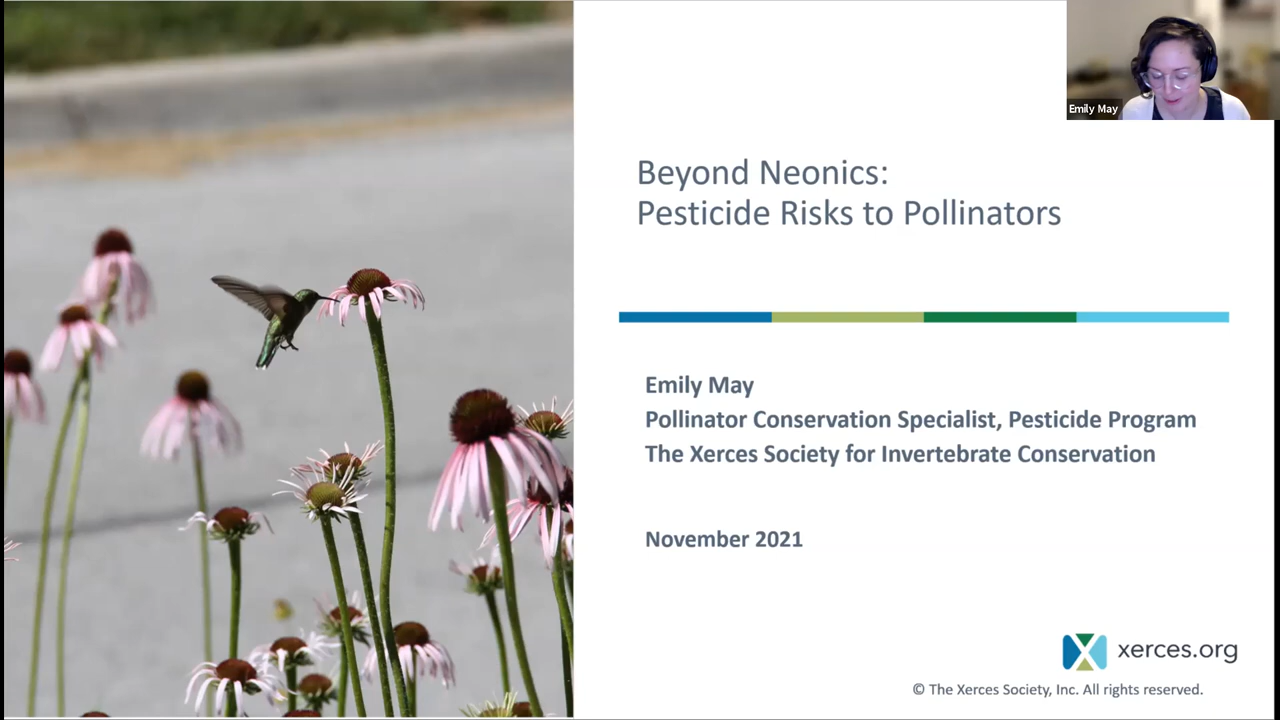 Emily May
Beyond Neonics:
Pesticide Risks to Pollinators
Emily May
Pollinator Conservation Specialist, Pesticide Program
The Xerces Society for Invertebrate Conservation
November 2021
xerces.org
© The Xerces Society, Inc. All rights reserved.